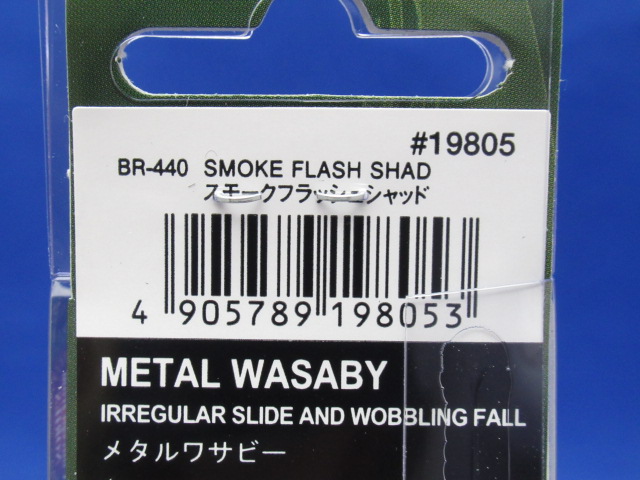 #19805
BR-440 SMOKE FLASH SHAD
スモークフラッシュシャッド
4 905789 198053
METAL WASABY
IRREGULAR SLIDE AND WOBBLING FALL
メタルワサビー